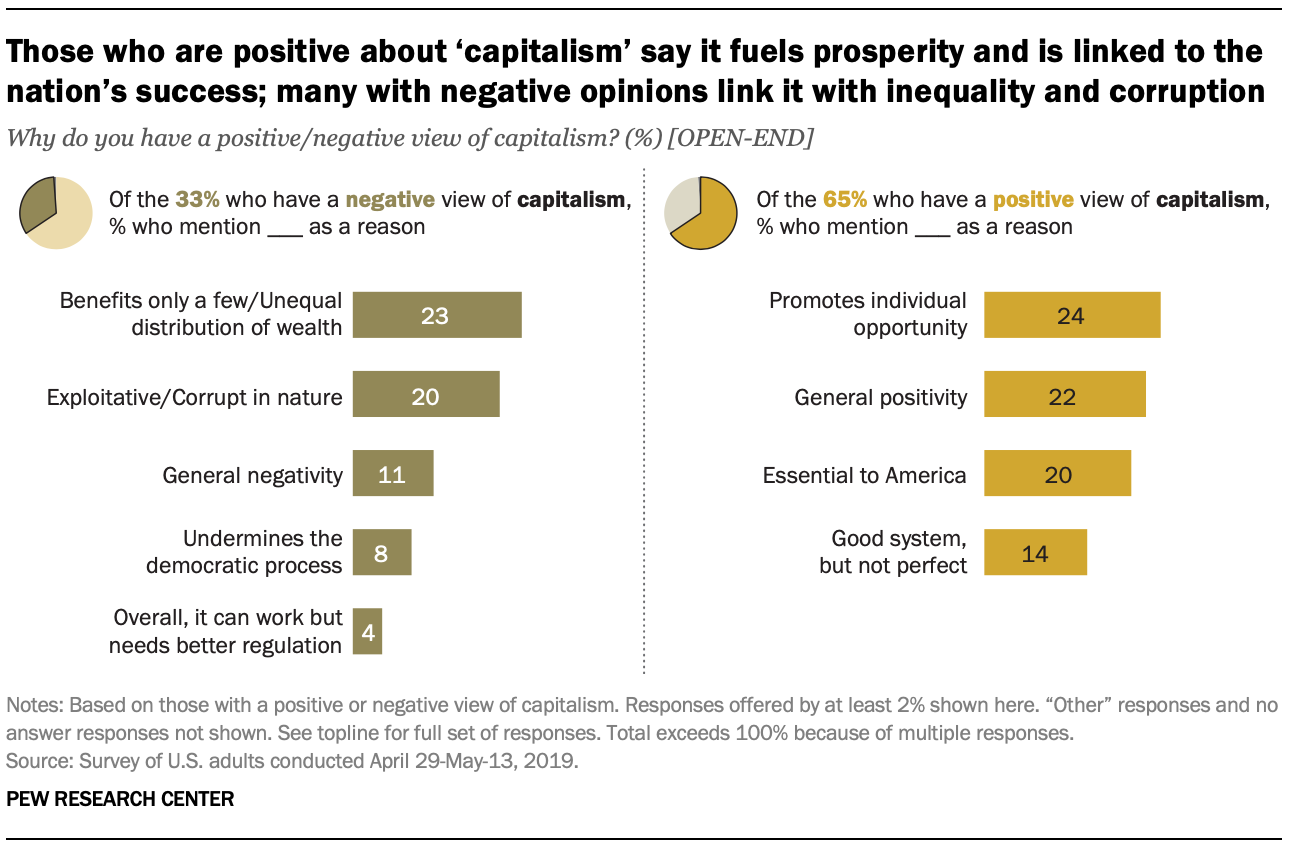 Those who are positive about ‘capitalism’ say it fuels prosperity and is linked to the
nation’s success; many with negative opinions link it with inequality and corruption
Why do you have a positive/negative view of capitalism? (%) [OPEN-END]
Of the 33% who have a negative view of capitalism,
% who mention ___ as a reason
Benefits only a few/Unequal
distribution of wealth
23
Exploitative/Corrupt in nature
20
General negativity
11
Undermines the
democratic process
8
Overall, it can work but
needs better regulation
4
Of the 65% who have a positive view of capitalism,
% who mention ___ as a reason
Promotes individual
opportunity
24
General positivity
22
Essential to America
20
Good system,
but not perfect
14
Notes: Based on those with a positive or negative view of capitalism. Responses offered by at least 2% shown here. “Other” responses and no
answer responses not shown. See topline for full set of responses. Total exceeds 100% because of multiple responses.
Source: Survey of U.S. adults conducted April 29-May-13, 2019.
PEW RESEARCH CENTER